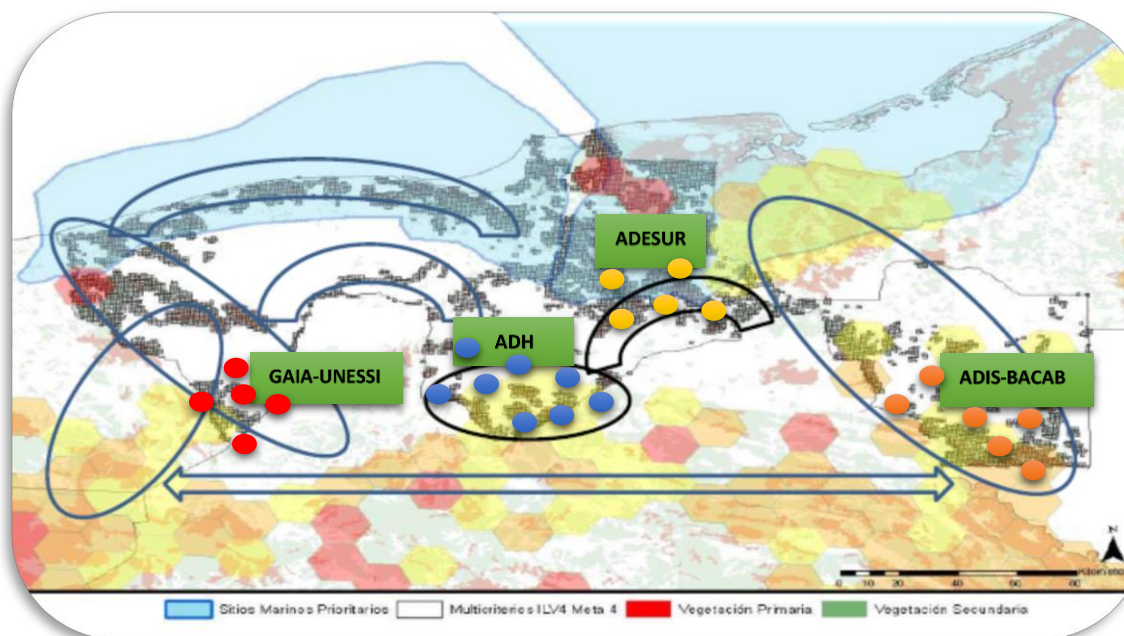 ADESUR
ADH
GAIA-UNESSI
ADIS-BACAB
N
Kilometers
0 10 20 40 60 80
Sitios Marinos Prioritarios
Multicriterios ILV4 Meta 4
Vegetación Primaria
Vegetación Secundaria